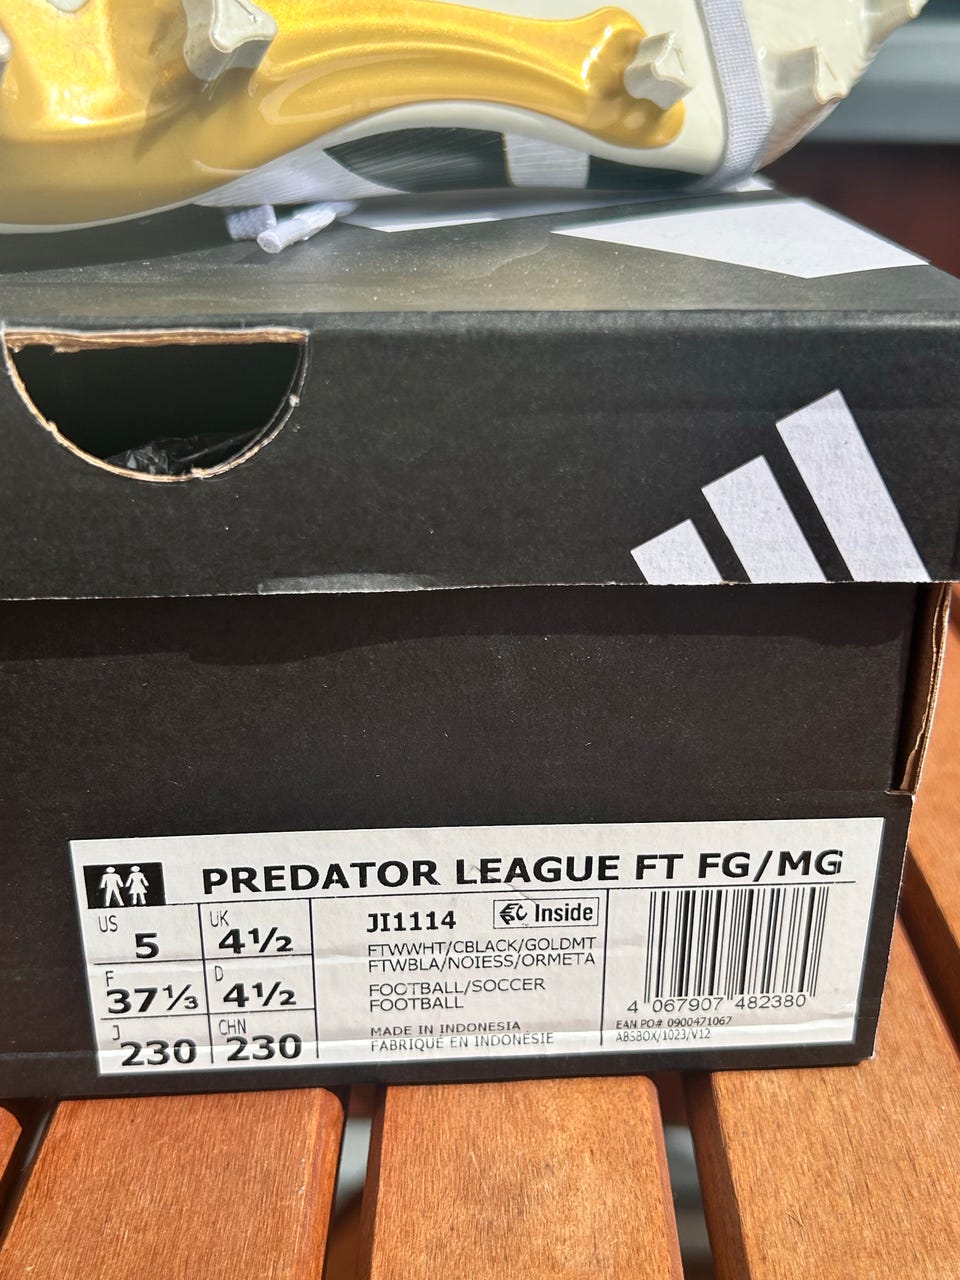 PREDATOR LEAGUE FT FG/MG
US
5
UK
4½
F
37⅓
D
4½
J
230
CHN
230
JI1114
Inside
FTWWHT/CBLACK/GOLDMT
FTWBLA/NOIESS/ORMETA
FOOTBALL/SOCCER
FOOTBALL
MADE IN INDONESIA
FABRIQUÉ EN INDONÉSIE
4 067907 482380
EAN PO# 0900471067
ABSBOX/1023/V12